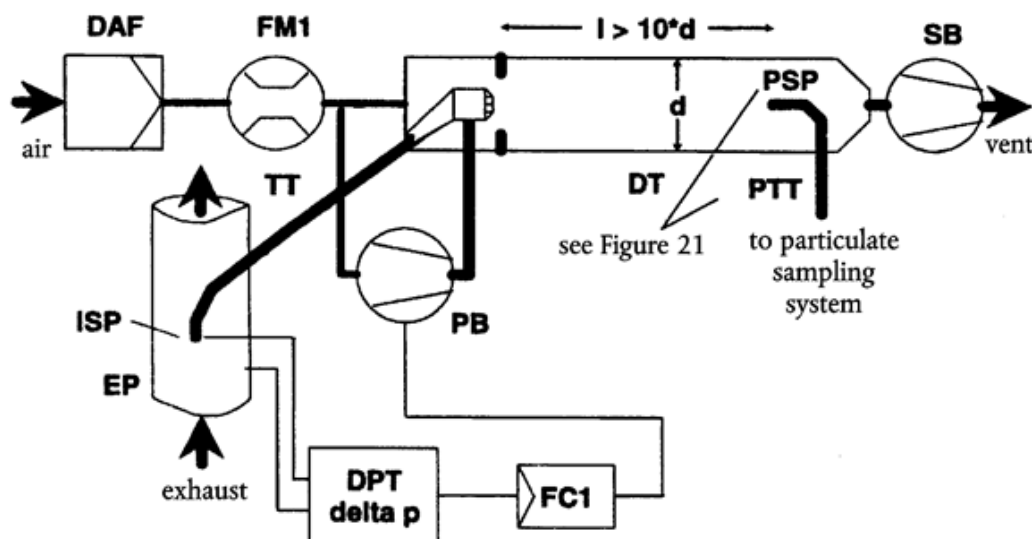 DAF
FM1
l > 10*d
SB
PSP
d
air
vent
TT
DT
PTT
see Figure 21
to particulate
sampling
system
ISP
PB
EP
exhaust
DPT
delta p
FC1